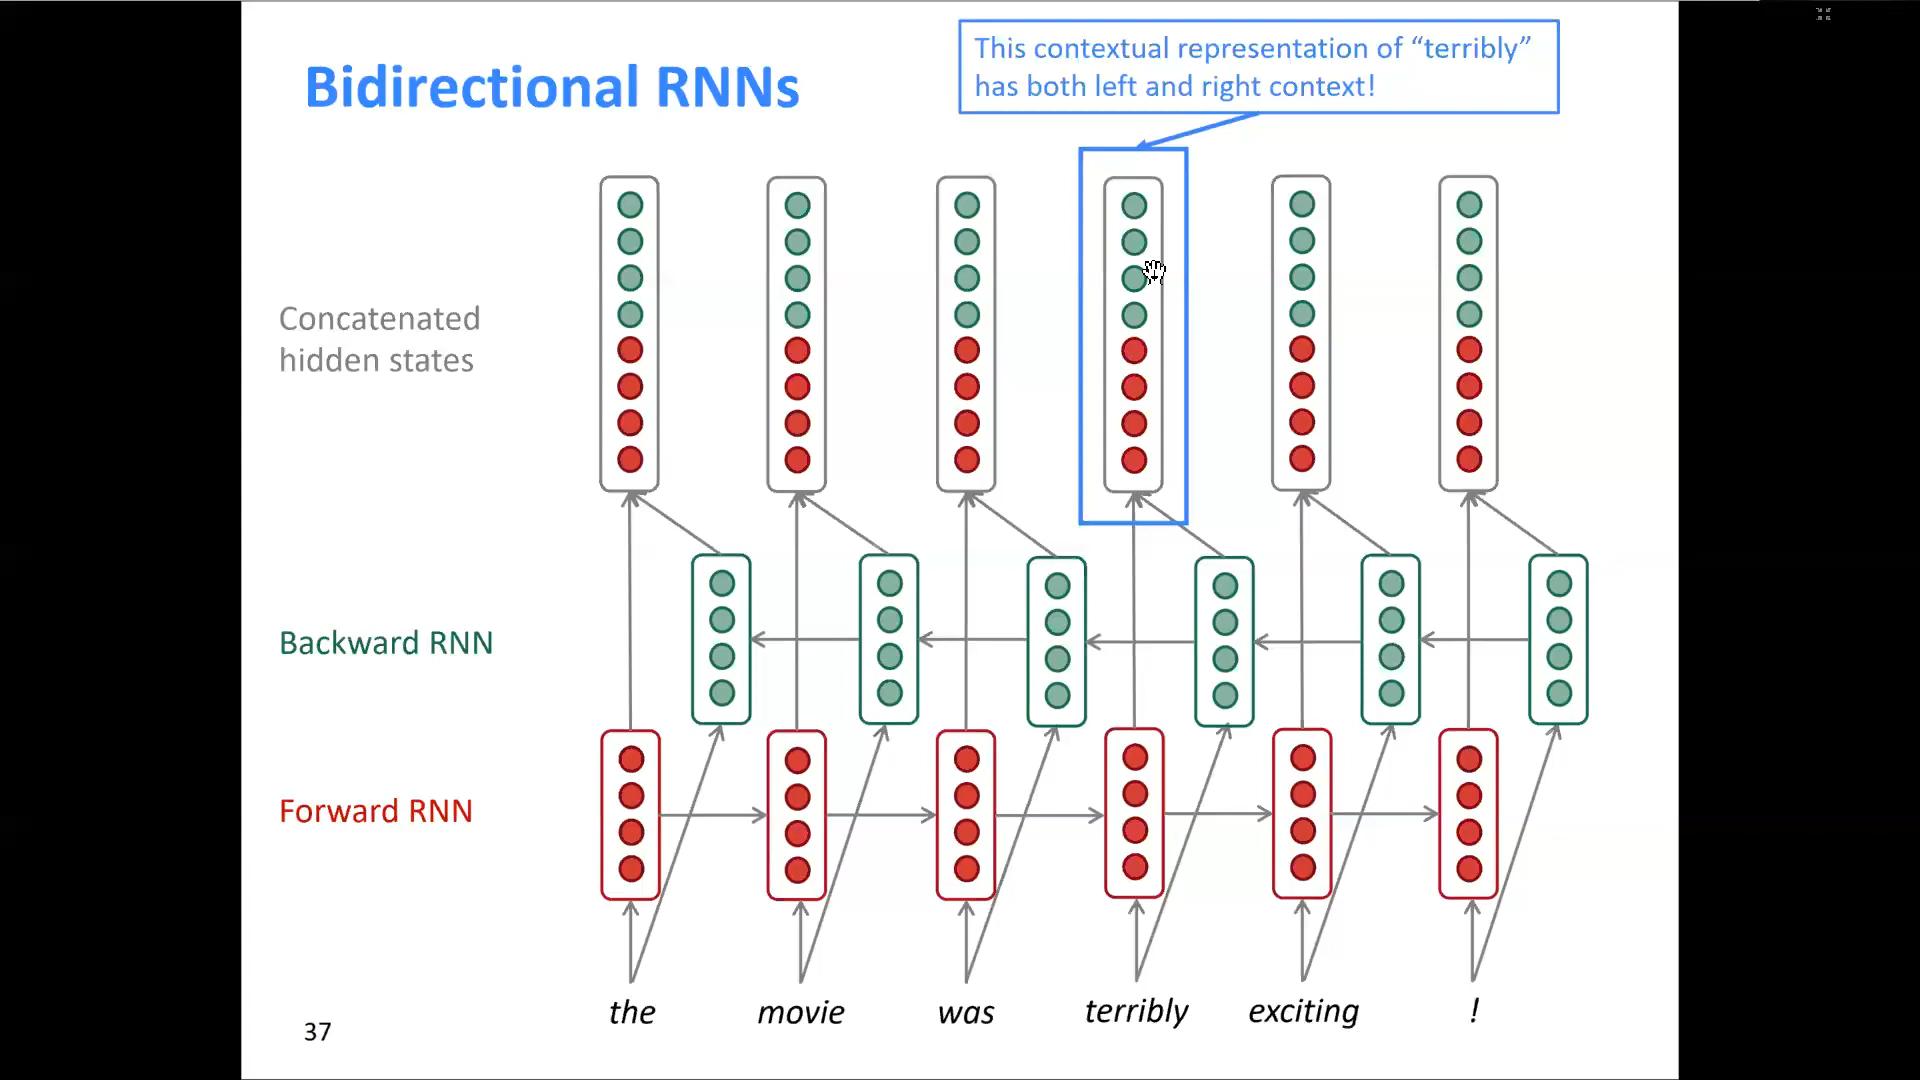 Bidirectional RNNs
This contextual representation of “terribly”
has both left and right context!
Concatenated
hidden states
Backward RNN
Forward RNN
the movie was terribly exciting !
37